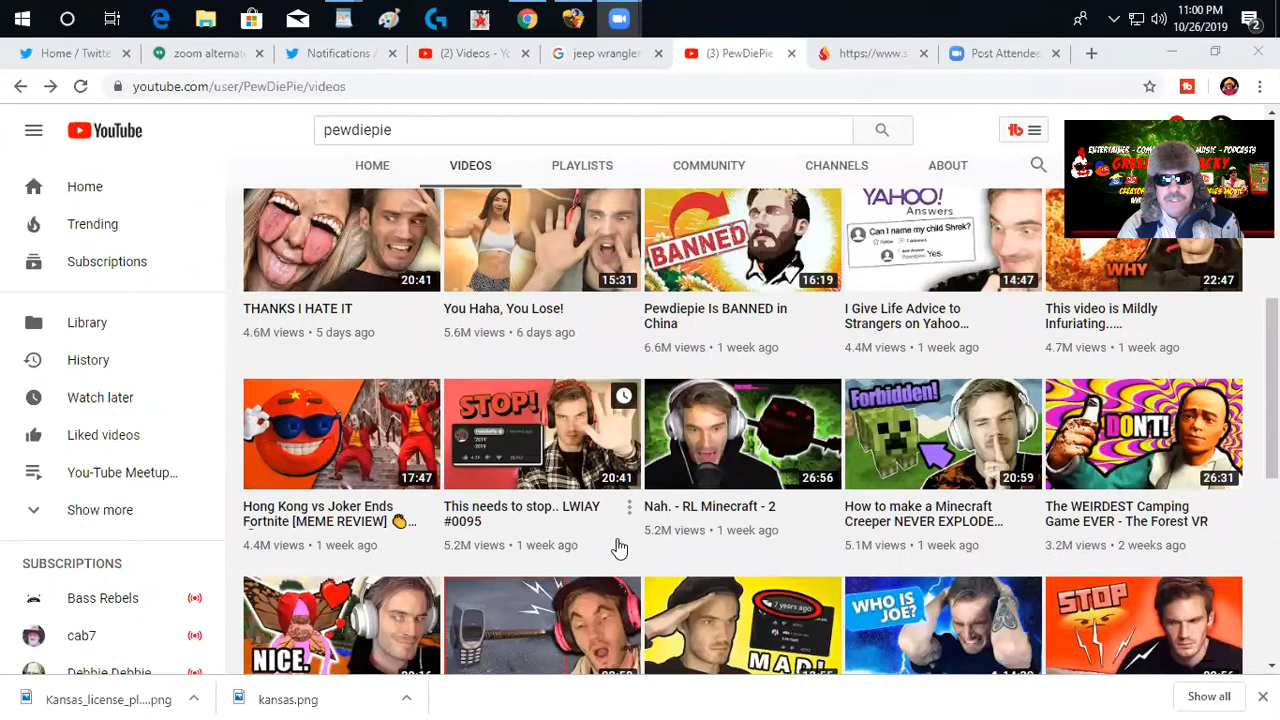 11:00 PM
10/26/2019
2
Home / Twitte
zoom alternat
Notifications /
(2) Videos - Yo
jeep wrangler
(3) PewDiePie
https://www.s
Post Attendee
youtube.com/user/PewDiePie/videos
YouTube
pewdiepie
HOME
VIDEOS
PLAYLISTS
COMMUNITY
CHANNELS
ABOUT
Home
Trending
Subscriptions
Library
History
Watch later
Liked videos
You-Tube Meetup...
Show more
SUBSCRIPTIONS
Bass Rebels
cab7
Debbie Debbie
20:41
THANKS I HATE IT
4.6M views • 5 days ago
15:31
You Haha, You Lose!
5.6M views • 6 days ago
BANNED
16:19
Pewdiepie Is BANNED in
China
6.6M views • 1 week ago
YAHOO!
Answers
Can I name my child Shrek?
Yes.
14:47
I Give Life Advice to
Strangers on Yahoo...
4.4M views • 1 week ago
WHY
22:47
This video is Mildly
Infuriating.....
4.7M views • 1 week ago
17:47
Hong Kong vs Joker Ends
Fortnite [MEME REVIEW] 👏...
4.4M views • 1 week ago
STOP!
20:41
This needs to stop.. LWIAY
#0095
5.2M views • 1 week ago
26:56
Nah. - RL Minecraft - 2
5.2M views • 1 week ago
Forbidden!
20:59
How to make a Minecraft
Creeper NEVER EXPLODE...
5.1M views • 1 week ago
DON'T!
26:31
The WEIRDEST Camping
Game EVER - The Forest VR
3.2M views • 2 weeks ago
NICE.
7 years ago
MAD!
WHO IS
JOE?
STOP
Kansas_license_pl....png
kansas.png
Show all